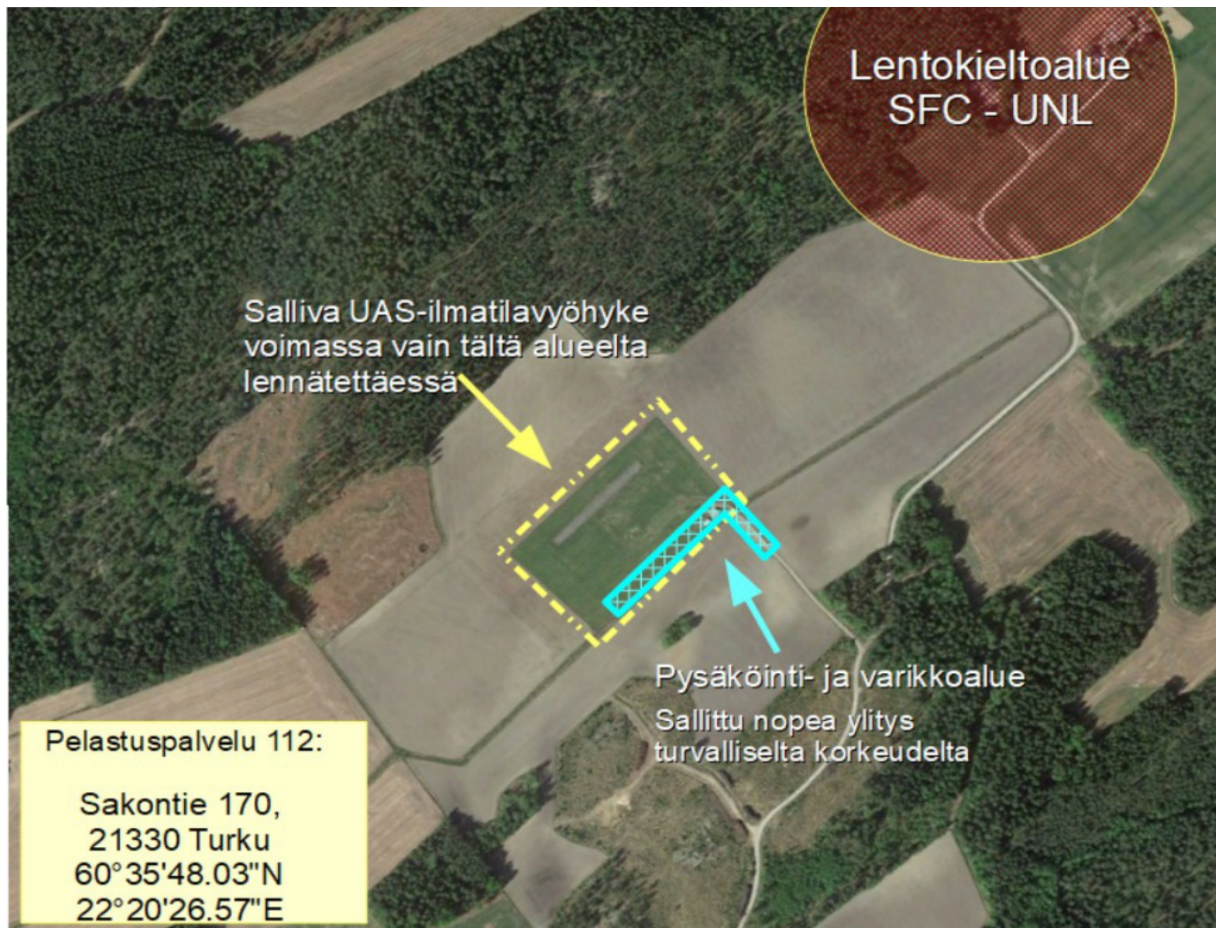 Lentokieltoalue
SFC - UNL
Salliva UAS-ilmatilavyöhyke
voimassa vain tältä alueelta
lennätettäessä
Pysäköinti- ja varikkoalue
Sallittu nopea ylitys
turvalliselta korkeudelta
Pelastuspalvelu 112:
Sakontie 170,
21330 Turku
60°35'48.03"N
22°20'26.57"E